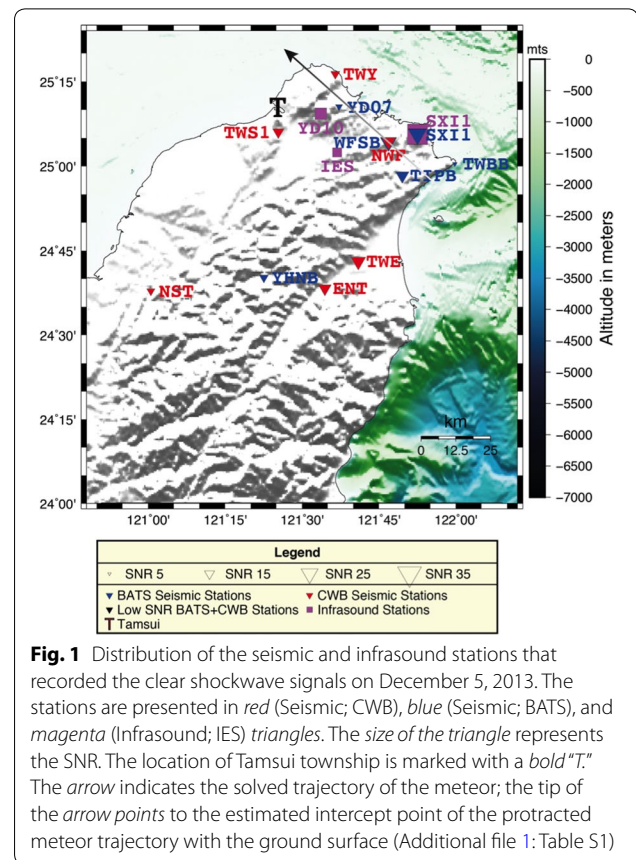 mts
25°15'
25°00'
24°45'
24°30'
24°15'
24°00'
121°00' 121°15' 121°30' 121°45' 122°00'
TWY
T
YD07
TWS1
YD10
SXI1
SXI1
WFSB
NWF
IES
TWBB
TIPB
TWE
YHNB
ENT
NST
km
0 12.5 25
0
−500
−1000
−1500
−2000
−2500
−3000
−3500
−4000
−4500
−5000
−5500
−6000
−6500
−7000
Altitude in meters
Legend
SNR 5 SNR 15 SNR 25 SNR 35
BATS Seismic Stations CWB Seismic Stations
Low SNR BATS+CWB Stations Infrasound Stations
T Tamsui
Fig. 1 Distribution of the seismic and infrasound stations that
recorded the clear shockwave signals on December 5, 2013. The
stations are presented in red (Seismic; CWB), blue (Seismic; BATS), and
magenta (Infrasound; IES) triangles. The size of the triangle represents
the SNR. The location of Tamsui township is marked with a bold “T.”
The arrow indicates the solved trajectory of the meteor; the tip of
the arrow points to the estimated intercept point of the protracted
meteor trajectory with the ground surface (Additional file 1: Table S1)